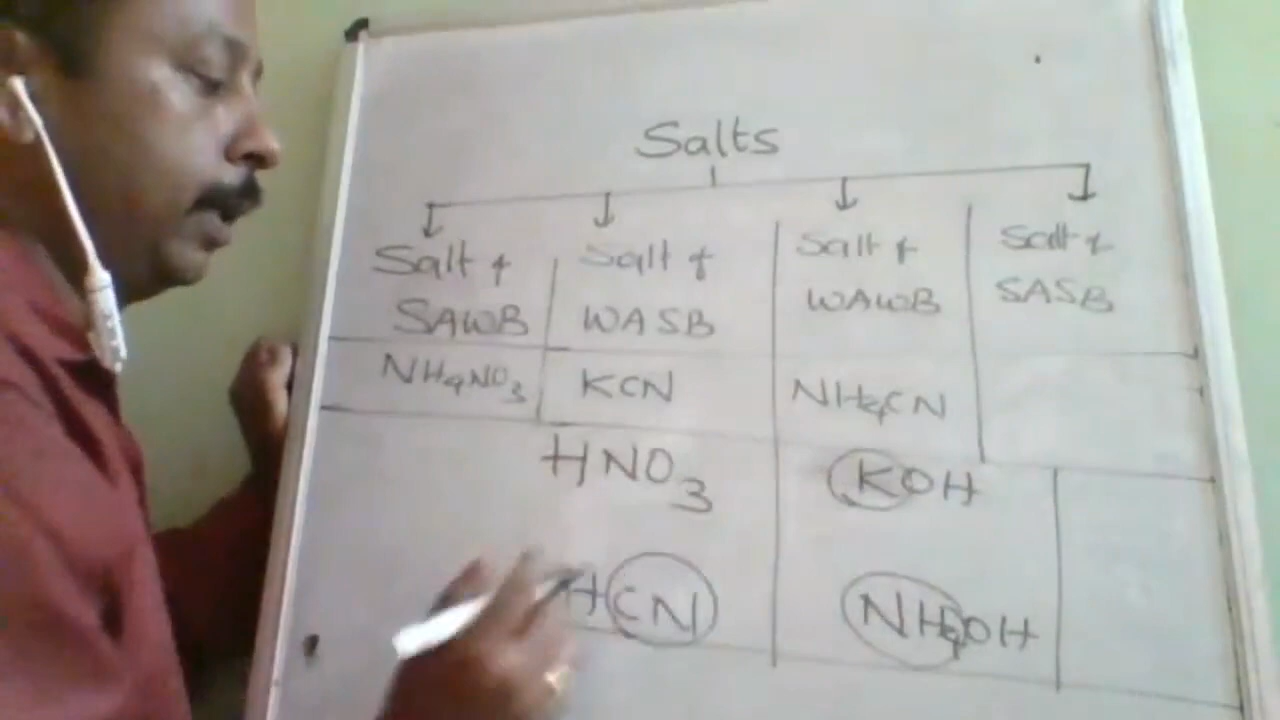 Salts
Salt of SAWB
Salt of WASB
Salt of WAWB
Salt of SASB
NH4NO3
KCN
NH4CN
HNO3
KOH
HCN
NH4OH